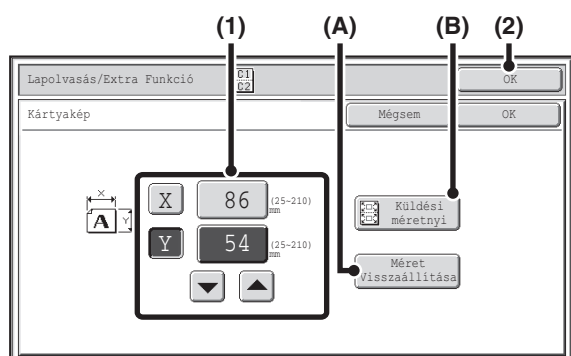 (1) (A) (B) (2)
Lapolvasás/Extra Funkció C1 C2 OK
Kártyakép Mégsem OK
X 86 (25~210) mm
X
A Y
Küldési méretnyi
Y 54 (25~210) mm
Méret Visszaállítása